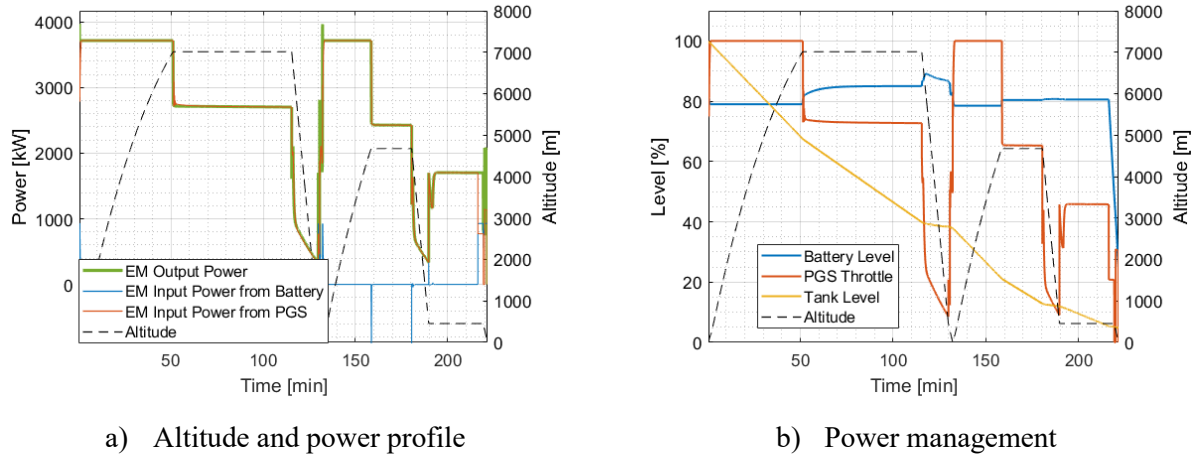 4000
3000
2000
1000
0
Power [kW]
8000
7000
6000
5000
4000
3000
2000
1000
0
Altitude [m]
EM Output Power
EM Input Power from Battery
EM Input Power from PGS
Altitude
50
100
150
200
Time [min]
a) Altitude and power profile
100
80
60
40
20
0
Level [%]
8000
7000
6000
5000
4000
3000
2000
1000
0
Altitude [m]
Battery Level
PGS Throttle
Tank Level
Altitude
0
50
100
150
200
Time [min]
b) Power management